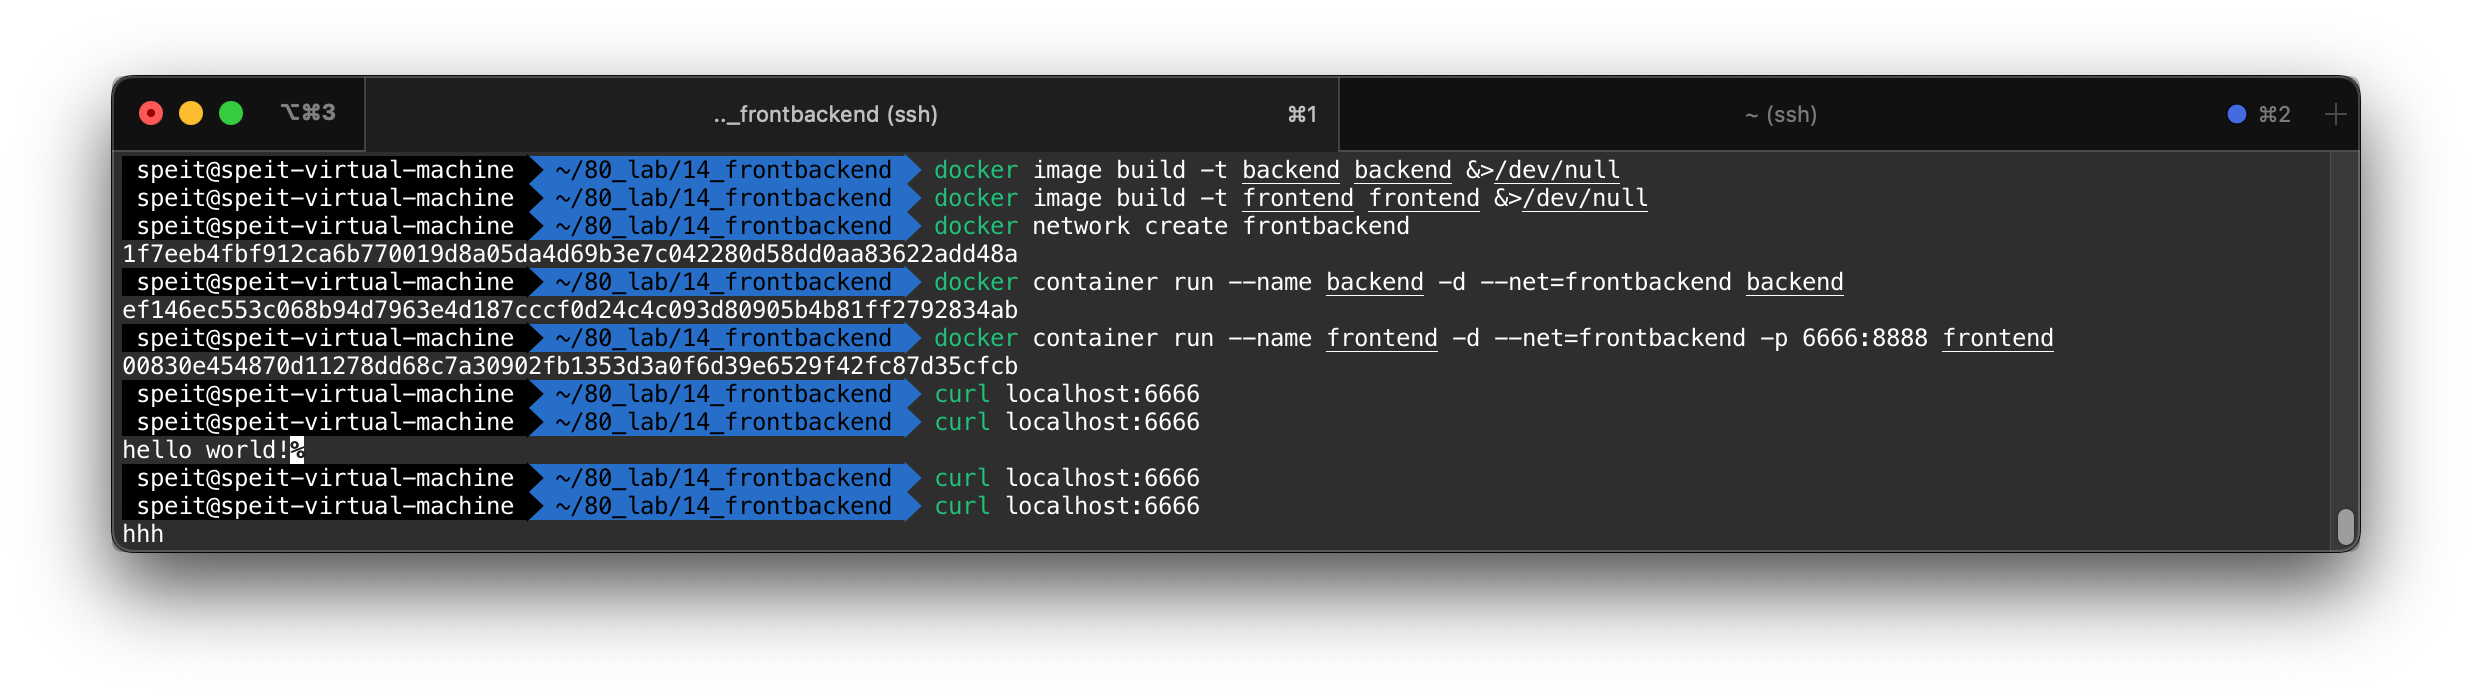 ⌥⌘3 .._frontbackend (ssh) ⌘1 ~ (ssh) ⌘2 +
speit@speit-virtual-machine ~/80_lab/14_frontbackend docker image build -t backend backend &>/dev/null
speit@speit-virtual-machine ~/80_lab/14_frontbackend docker image build -t frontend frontend &>/dev/null
speit@speit-virtual-machine ~/80_lab/14_frontbackend docker network create frontbackend
1f7eeb4fbf912ca6b770019d8a05da4d69b3e7c042280d58dd0aa83622add48a
speit@speit-virtual-machine ~/80_lab/14_frontbackend docker container run --name backend -d --net=frontbackend backend
ef146ec553c068b94d7963e4d187cccf0d24c4c093d80905b4b81ff2792834ab
speit@speit-virtual-machine ~/80_lab/14_frontbackend docker container run --name frontend -d --net=frontbackend -p 6666:8888 frontend
00830e454870d11278dd68c7a30902fb1353d3a0f6d39e6529f42fc87d35cfcb
speit@speit-virtual-machine ~/80_lab/14_frontbackend curl localhost:6666
speit@speit-virtual-machine ~/80_lab/14_frontbackend curl localhost:6666
hello world!%
speit@speit-virtual-machine ~/80_lab/14_frontbackend curl localhost:6666
speit@speit-virtual-machine ~/80_lab/14_frontbackend curl localhost:6666
hhh